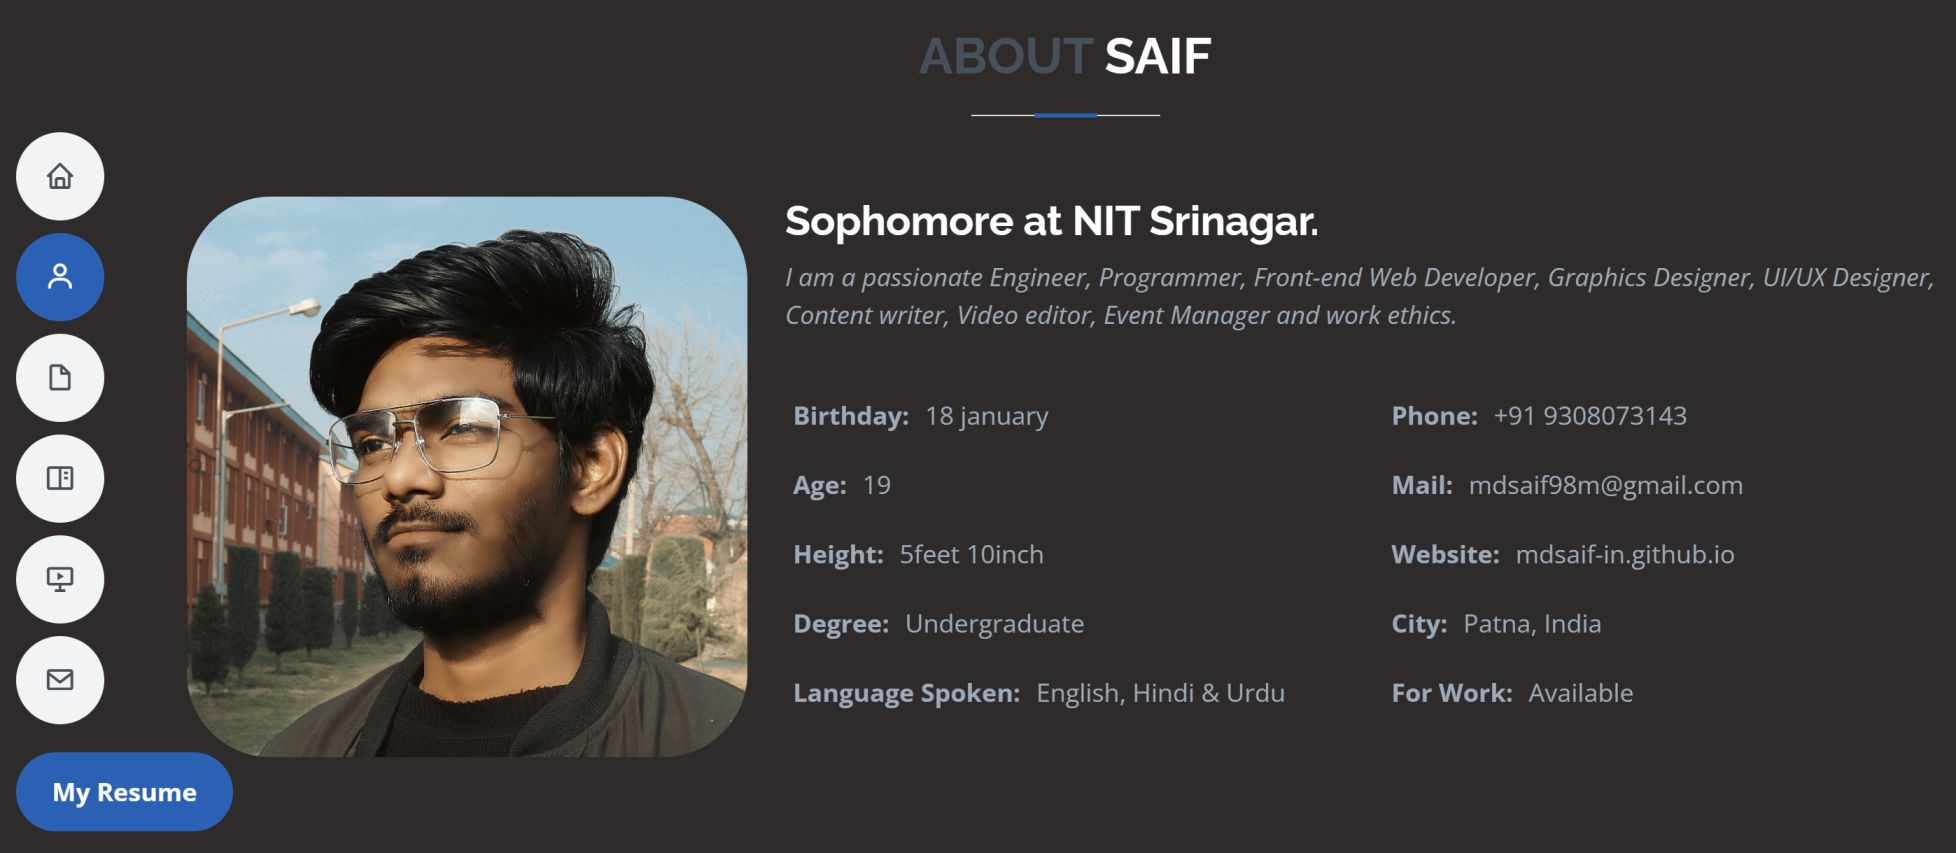 ABOUT SAIF
Sophomore at NIT Srinagar.
I am a passionate Engineer, Programmer, Front-end Web Developer, Graphics Designer, UI/UX Designer,
Content writer, Video editor, Event Manager and work ethics.
Birthday: 18 january
Age: 19
Height: 5feet 10inch
Degree: Undergraduate
Language Spoken: English, Hindi & Urdu
Phone: +91 9308073143
Mail: mdsaif98m@gmail.com
Website: mdsaif-in.github.io
City: Patna, India
For Work: Available
My Resume